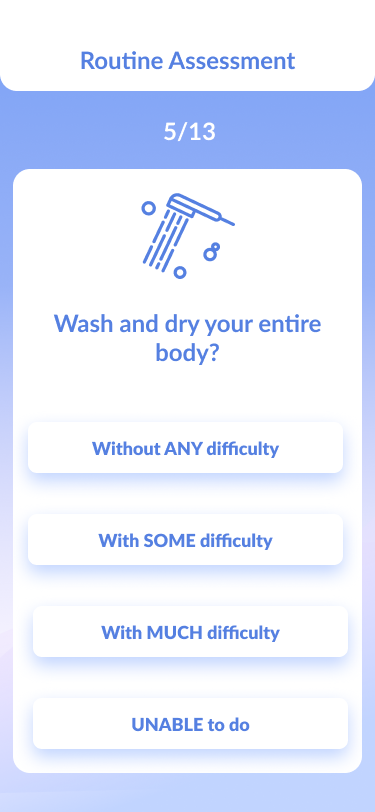 Routine Assessment
5/13
Wash and dry your entire
body?
Without ANY difficulty
With SOME difficulty
With MUCH difficulty
UNABLE to do